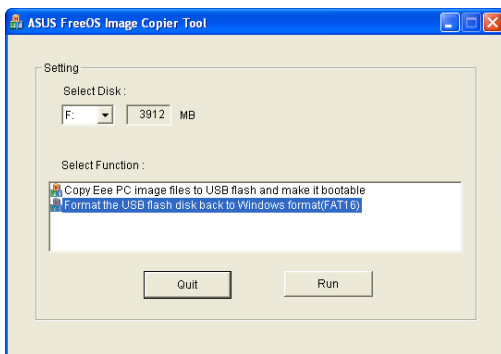 ASUS FreeOS Image Copier Tool
Setting
Select Disk :
F: 3912 MB
Select Function :
Copy Eee PC image files to USB flash and make it bootable
Format the USB flash disk back to Windows format(FAT16)
Quit Run